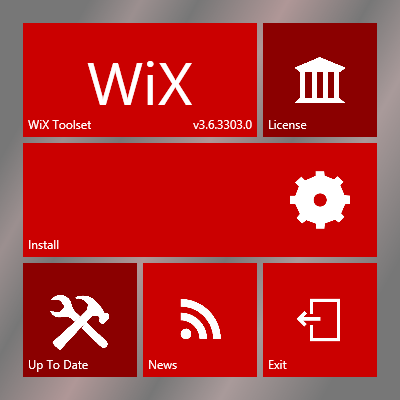 WiX
WiX Toolset
v3.6.3303.0
License
Install
Up To Date
News
Exit